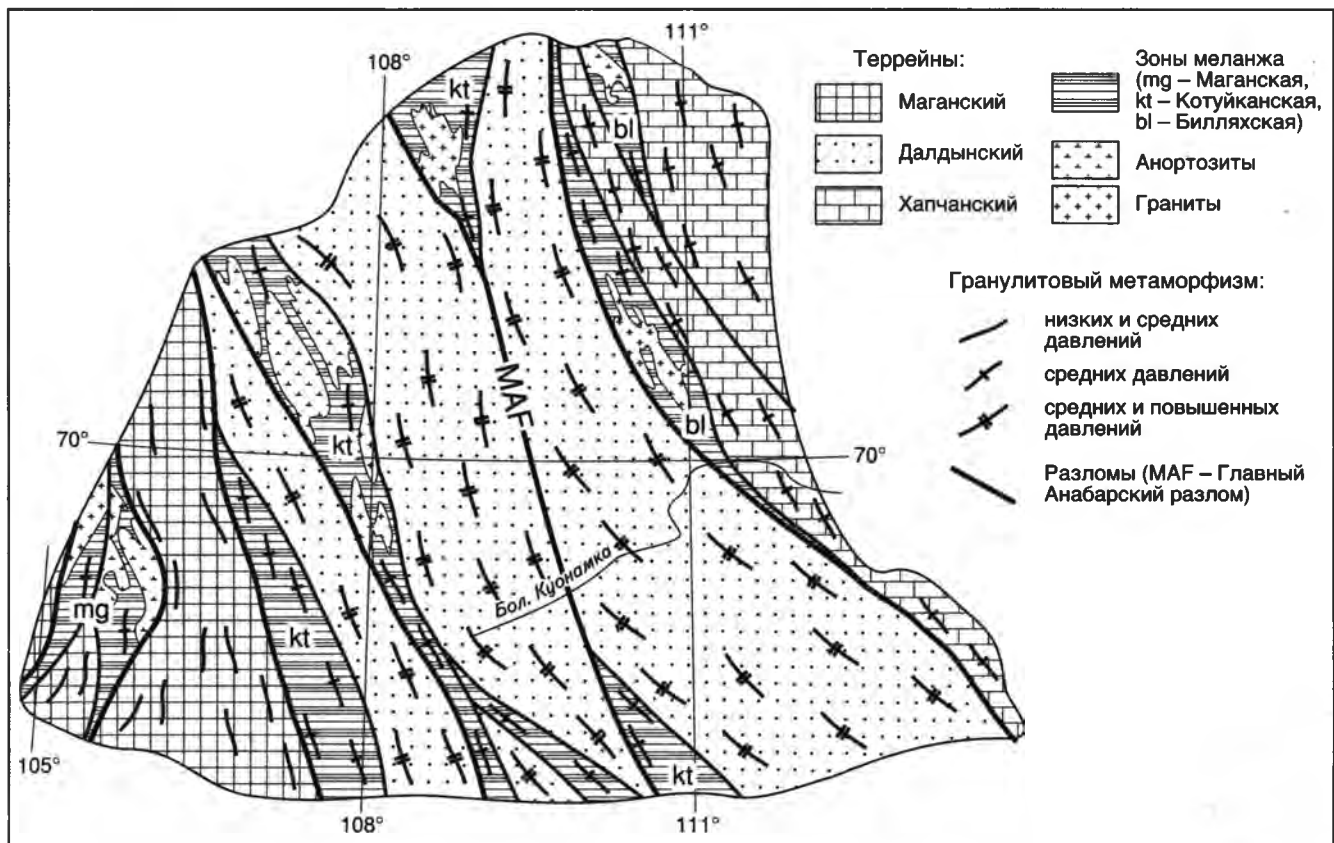 111°
108°
kt
bl
kt
70°
bl
70°
MAF
Бол. Куонамка
mg
kt
kt
105°
108°
111°
Террейны:
Маганский
Далдынский
Хапчанский
Зоны меланжа
(mg – Маганская,
kt – Котуйканская,
bl – Билляхская)
Анортозиты
Граниты
Гранулитовый метаморфизм:
низких и средних
давлений
средних давлений
средних и повышенных
давлений
Разломы (MAF – Главный
Анабарский разлом)